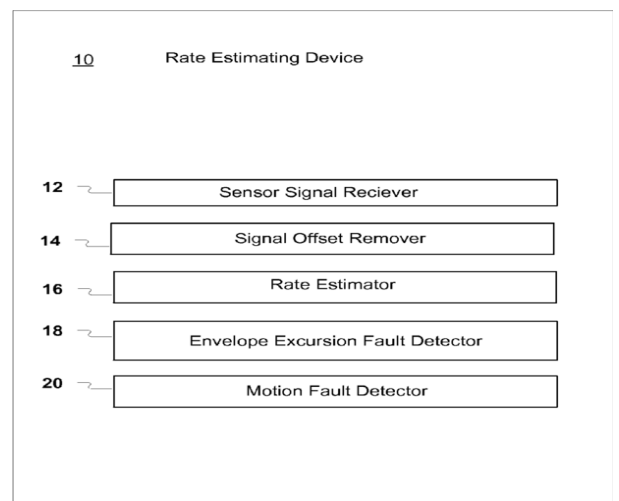 10 Rate Estimating Device
12 Sensor Signal Reciever
14 Signal Offset Remover
16 Rate Estimator
18 Envelope Excursion Fault Detector
20 Motion Fault Detector